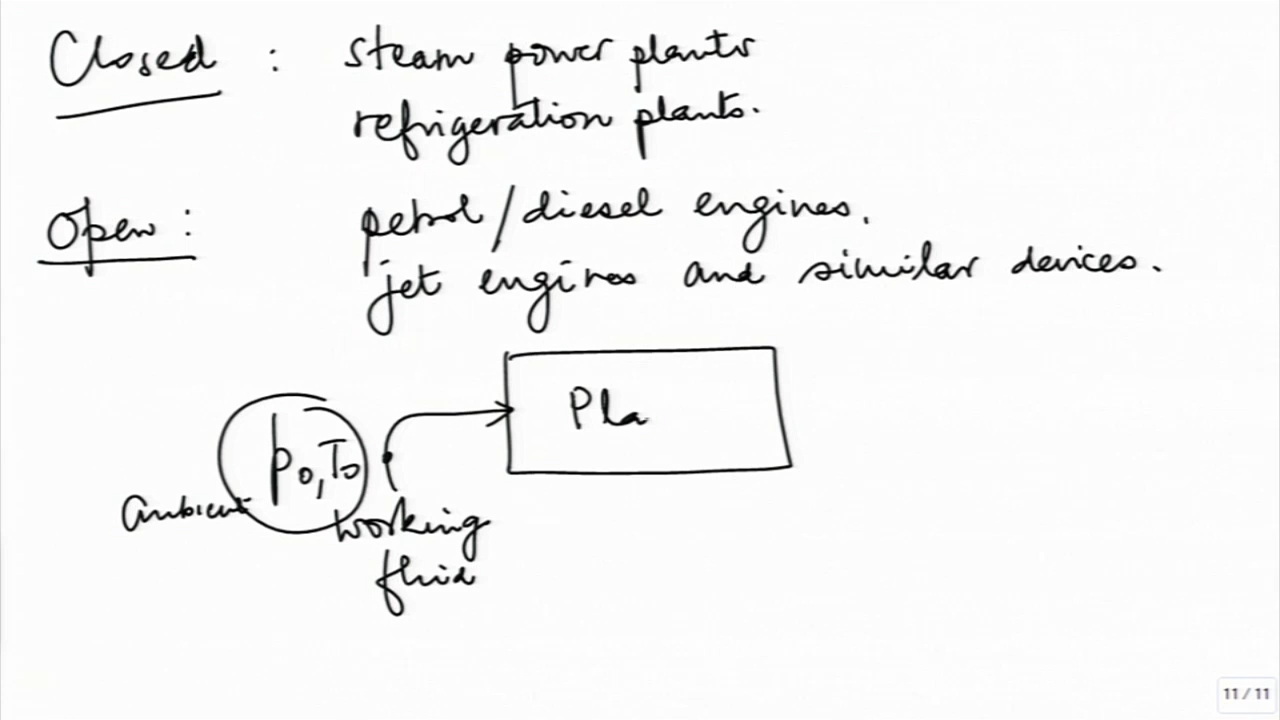 Closed : steam power plants
refrigeration plants.
Open : petrol/diesel engines.
jet engines and similar devices.
Pla
p₀, T₀
Ambient
working
fluid
11 / 11